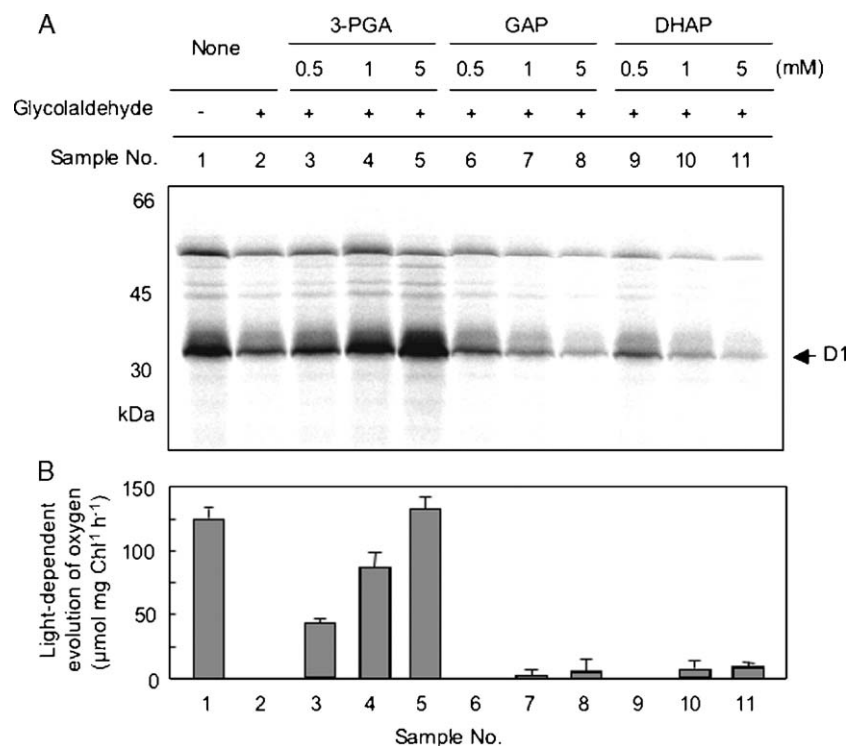 A
None 3-PGA GAP DHAP
0.5 1 5 0.5 1 5 0.5 1 5 (mM)
Glycolaldehyde - + + + + + + + + + +
Sample No. 1 2 3 4 5 6 7 8 9 10 11
66
45
30
D1
kDa
B
Light-dependent
evolution of oxygen
(μmol mg Chl¹ h⁻¹)
150
100
50
0
1 2 3 4 5 6 7 8 9 10 11
Sample No.